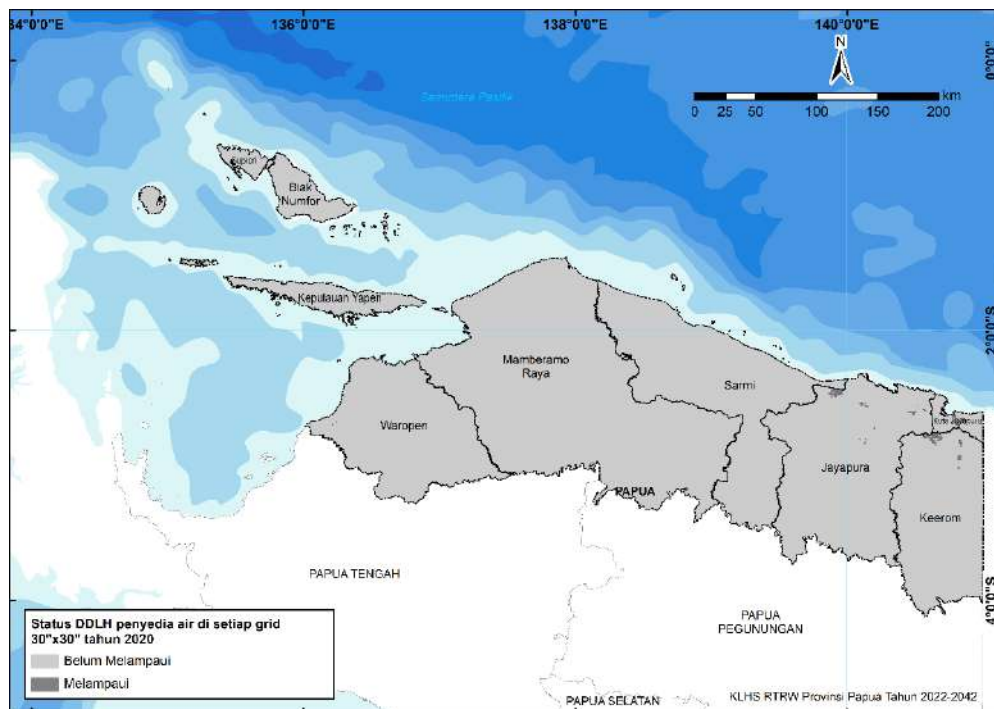 134°0'0"E 136°0'0"E 138°0'0"E 140°0'0"E
0°0'0"
N
km
0 25 50 100 150 200
Samudera Pasifik
Supiori
Biak
Numfor
Kepulauan Yapen
2°0'0"S
Mamberamo
Raya
Sarmi
Waropen
Kota Jayapura
Jayapura
PAPUA
Keerom
PAPUA TENGAH
PAPUA
PEGUNUNGAN
4°0'0"S
Status DDLH penyedia air di setiap grid
30"x30" tahun 2020
Belum Melampaui
Melampaui
PAPUA SELATAN
KLHS RTRW Provinsi Papua Tahun 2022-2042